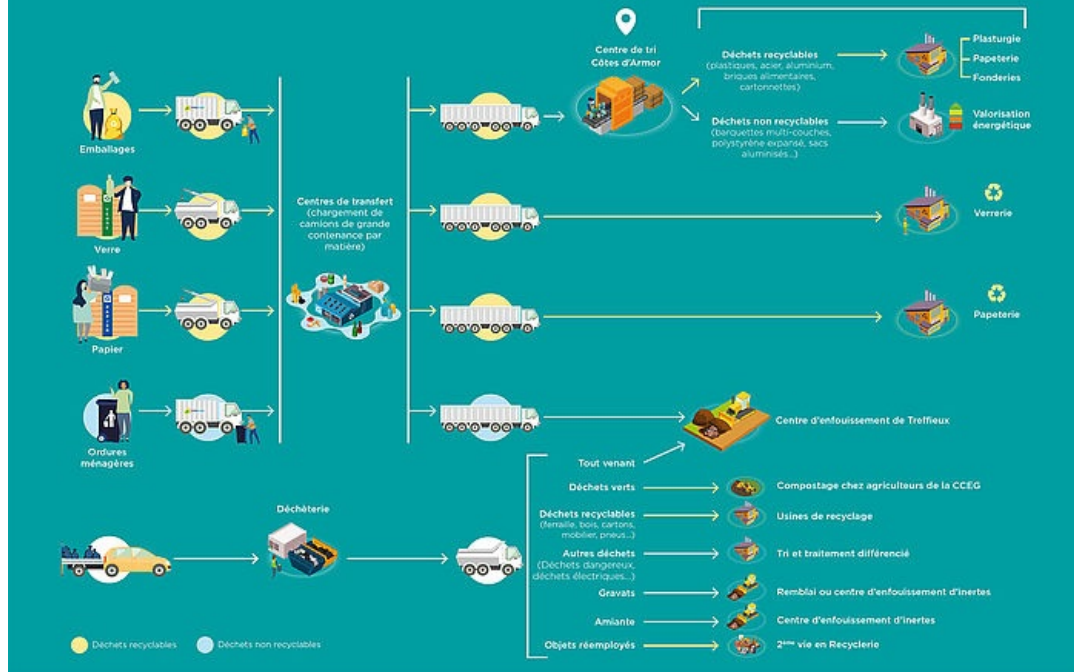 Centre de tri
Côtes d'Armor
Déchets recyclables
(plastiques, acier, aluminium,
briques alimentaires,
cartonnettes)
Plasturgie
Papeterie
Fonderies
Déchets non recyclables
(barquettes multi-couches,
polystyrène expansé, sacs
aluminisés...)
Valorisation
énergétique
Emballages
Centres de transfert
(chargement de
camions de grande
contenance par
matière)
VERRE
Verre
Verrerie
PAPIER
Papier
Papeterie
Ordures
ménagères
Centre d'enfouissement de Treffieux
Déchèterie
Tout venant
Déchets verts
Compostage chez agriculteurs de la CCEG
Déchets recyclables
(ferraille, bois, cartons,
mobilier, pneus...)
Usines de recyclage
Autres déchets
(Déchets dangereux,
déchets électriques...)
Tri et traitement différencié
Gravats
Remblai ou centre d'enfouissement d'inertes
Amiante
Centre d'enfouissement d'inertes
Objets réemployés
2ème vie en Recyclerie
Déchets recyclables
Déchets non recyclables